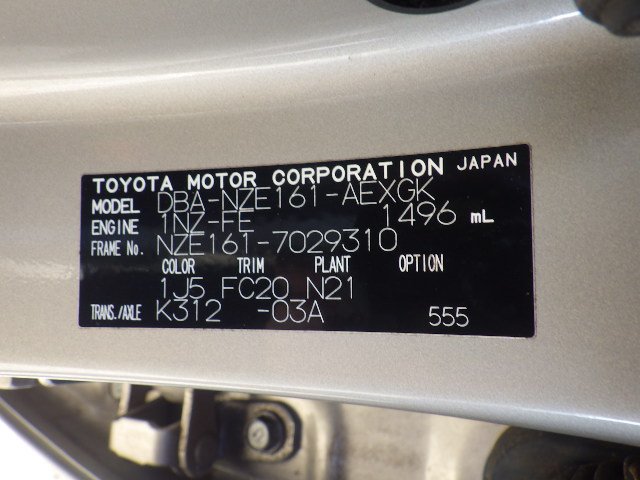 TOYOTA MOTOR CORPORATION JAPAN
MODEL DBA-NZE161-AEXGK
ENGINE 1NZ-FE 1496 mL
FRAME No. NZE161-7029310
COLOR TRIM PLANT OPTION
1J5 FC20 N21
TRANS./AXLE K312 -03A 555